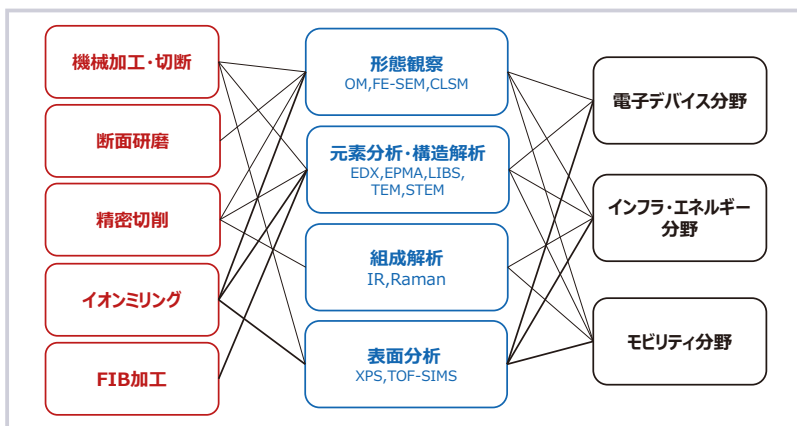 機械加工・切断
断面研磨
精密切削
イオンミリング
FIB加工
形態観察
OM,FE-SEM,CLSM
元素分析・構造解析
EDX,EPMA,LIBS,
TEM,STEM
組成解析
IR,Raman
表面分析
XPS,TOF-SIMS
電子デバイス分野
インフラ・エネルギー
分野
モビリティ分野